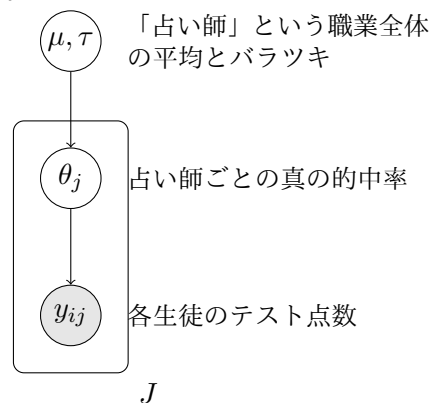 μ, τ
「占い師」という職業全体
の平均とバラツキ
θj
占い師ごとの真の的中率
yij
各生徒のテスト点数
J